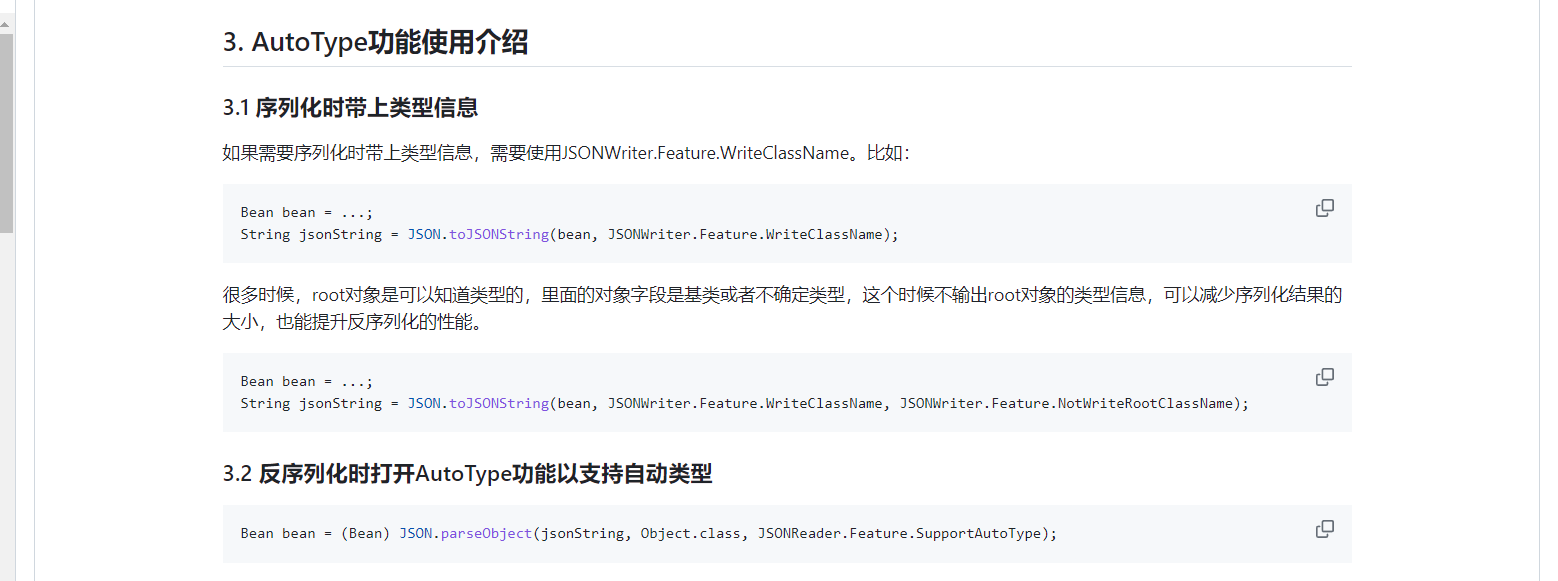 3. AutoType功能使用介绍
3.1 序列化时带上类型信息
如果需要序列化时带上类型信息，需要使用JSONWriter.Feature.WriteClassName。比如：
Bean bean = ...;
String jsonString = JSON.toJSONString(bean, JSONWriter.Feature.WriteClassName);
很多时候，root对象是可以知道类型的，里面的对象字段是基类或者不确定类型，这个时候不输出root对象的类型信息，可以减少序列化结果的
大小，也能提升反序列化的性能。
Bean bean = ...;
String jsonString = JSON.toJSONString(bean, JSONWriter.Feature.WriteClassName, JSONWriter.Feature.NotWriteRootClassName);
3.2 反序列化时打开AutoType功能以支持自动类型
Bean bean = (Bean) JSON.parseObject(jsonString, Object.class, JSONReader.Feature.SupportAutoType);